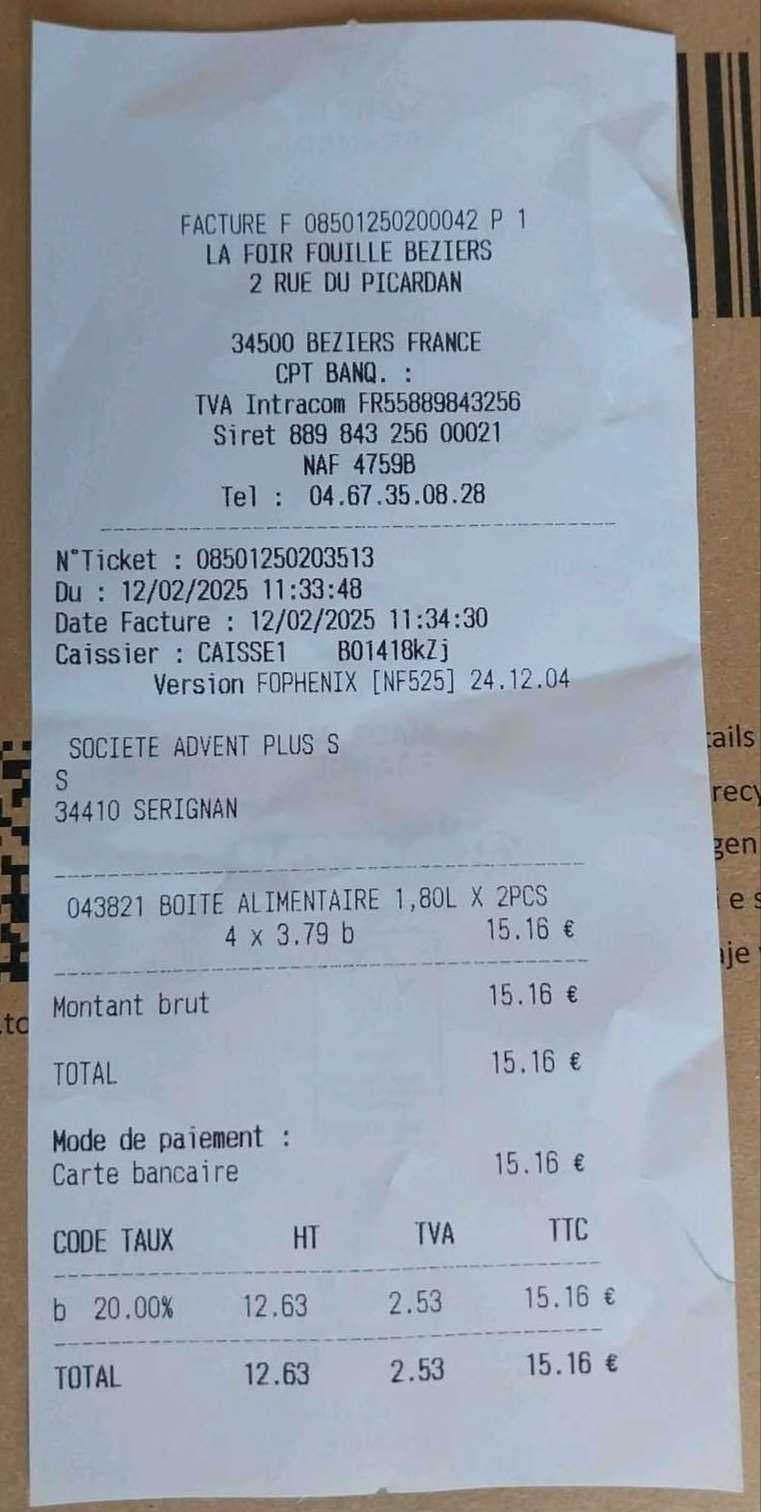 FACTURE F 08501250200042 P 1
LA FOIR FOUILLE BEZIERS
2 RUE DU PICARDAN
34500 BEZIERS FRANCE
CPT BANQ. :
TVA Intracom FR55889843256
Siret 889 843 256 00021
NAF 4759B
Tel : 04.67.35.08.28
N°Ticket : 08501250203513
Du : 12/02/2025 11:33:48
Date Facture : 12/02/2025 11:34:30
Caissier : CAISSE1 B01418kZj
Version FOPHENIX [NF525] 24.12.04
SOCIETE ADVENT PLUS S
S
34410 SERIGNAN
043821 BOITE ALIMENTAIRE 1,80L X 2PCS
4 x 3.79 b 15.16 €
Montant brut 15.16 €
TOTAL 15.16 €
Mode de paiement :
Carte bancaire 15.16 €
CODE TAUX HT TVA TTC
b 20.00% 12.63 2.53 15.16 €
TOTAL 12.63 2.53 15.16 €